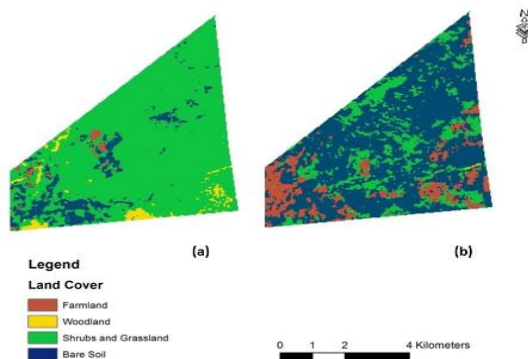 N
(a)
(b)
Legend
Land Cover
Farmland
Woodland
Shrubs and Grassland
Bare Soil
0 1 2 4 Kilometers